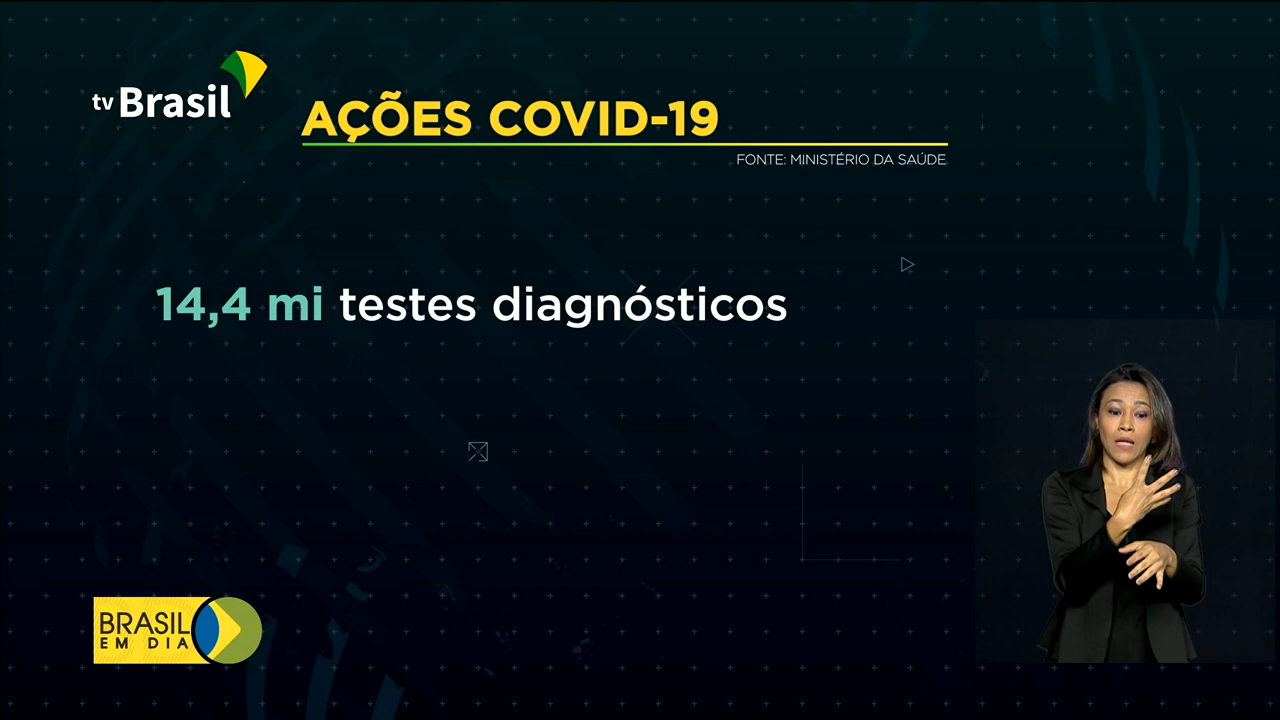 tv Brasil
AÇÕES COVID-19
FONTE: MINISTÉRIO DA SAÚDE
14,4 mi testes diagnósticos
BRASIL
EM DIA